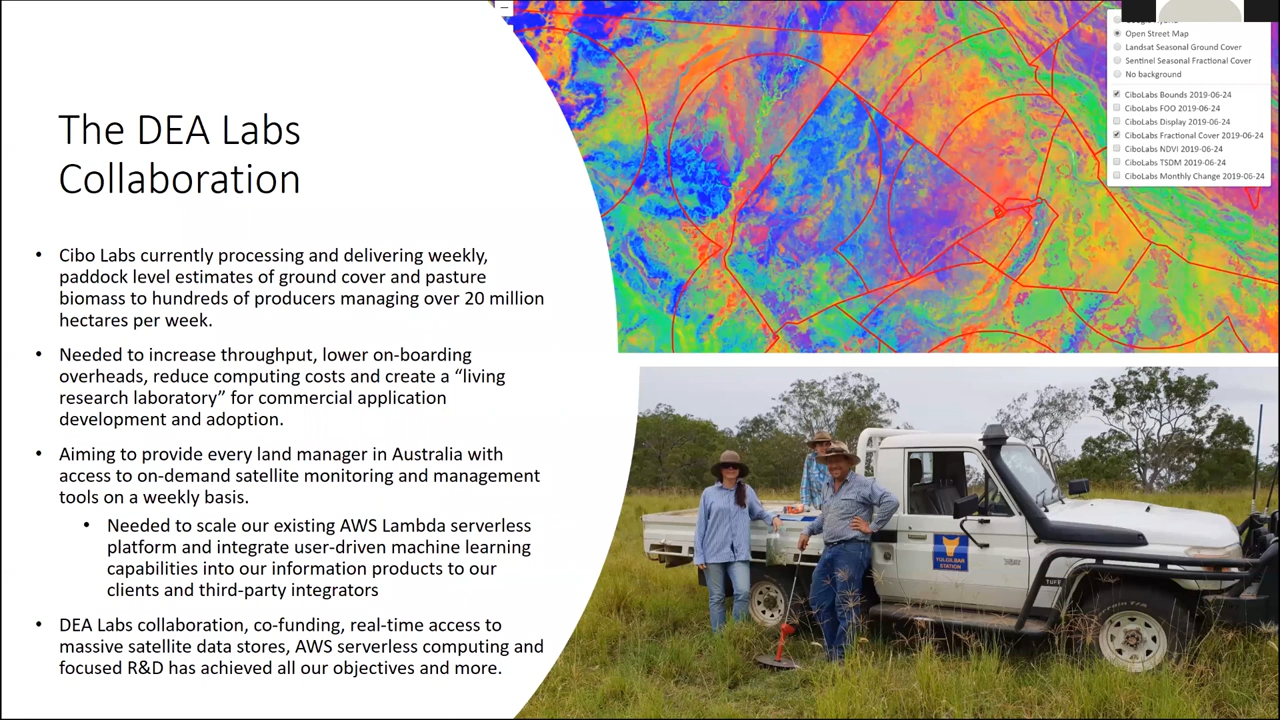 The DEA Labs
Collaboration
• Cibo Labs currently processing and delivering weekly,
paddock level estimates of ground cover and pasture
biomass to hundreds of producers managing over 20 million
hectares per week.
• Needed to increase throughput, lower on-boarding
overheads, reduce computing costs and create a “living
research laboratory” for commercial application
development and adoption.
• Aiming to provide every land manager in Australia with
access to on-demand satellite monitoring and management
tools on a weekly basis.
• Needed to scale our existing AWS Lambda serverless
platform and integrate user-driven machine learning
capabilities into our information products to our
clients and third-party integrators
• DEA Labs collaboration, co-funding, real-time access to
massive satellite data stores, AWS serverless computing and
focused R&D has achieved all our objectives and more.
Open Street Map
Landsat Seasonal Ground Cover
Sentinel Seasonal Fractional Cover
No background
CiboLabs Bounds 2019-06-24
CiboLabs FOO 2019-06-24
CiboLabs Display 2019-06-24
CiboLabs Fractional Cover 2019-06-24
CiboLabs NDVI 2019-06-24
CiboLabs TSDM 2019-06-24
CiboLabs Monthly Change 2019-06-24
STATION